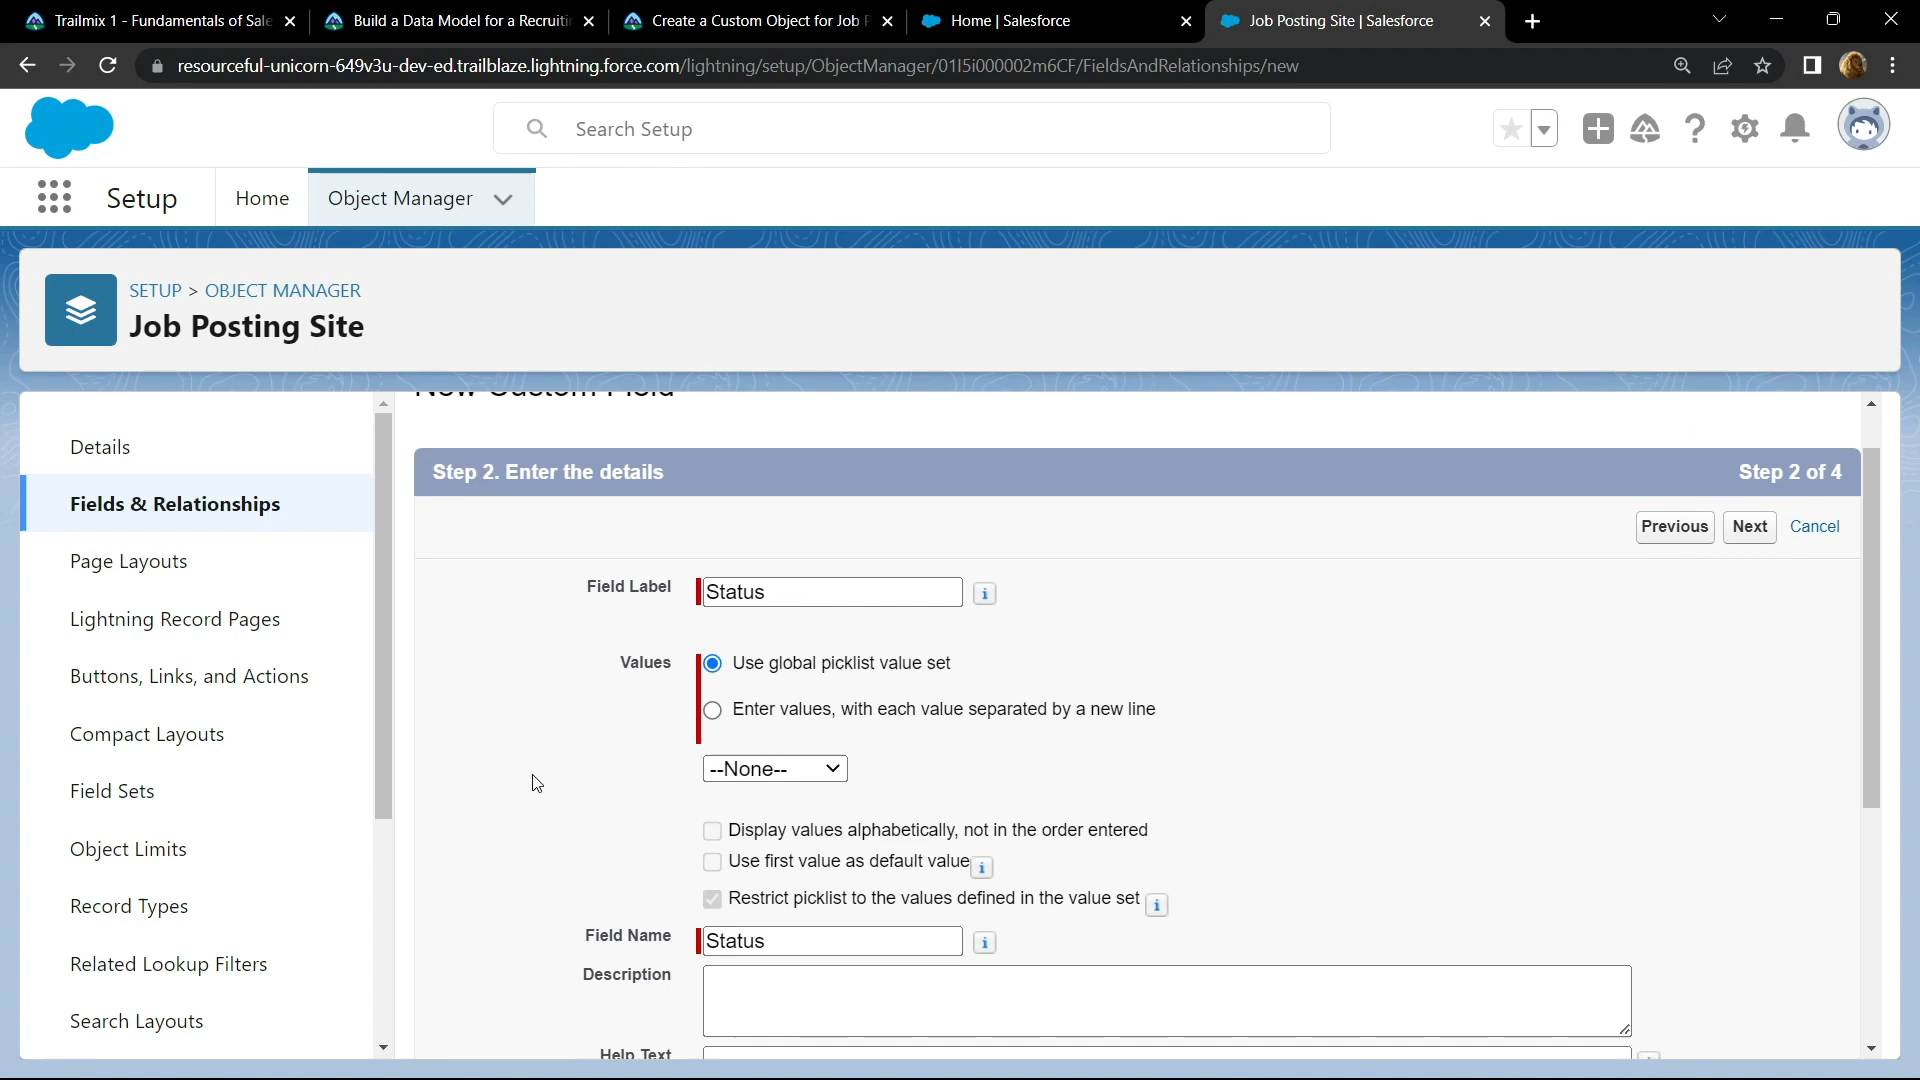 Trailmix 1 - Fundamentals of Sale
Build a Data Model for a Recruitin
Create a Custom Object for Job P
Home | Salesforce
Job Posting Site | Salesforce
resourceful-unicorn-649v3u-dev-ed.trailblaze.lightning.force.com/lightning/setup/ObjectManager/01I5i000002m6CF/FieldsAndRelationships/new
Search Setup
Setup
Home
Object Manager
SETUP > OBJECT MANAGER
Job Posting Site
Details
Fields & Relationships
Page Layouts
Lightning Record Pages
Buttons, Links, and Actions
Compact Layouts
Field Sets
Object Limits
Record Types
Related Lookup Filters
Search Layouts
New Custom Field
Step 2. Enter the details
Step 2 of 4
Previous
Next
Cancel
Field Label
Status
Values
Use global picklist value set
Enter values, with each value separated by a new line
--None--
Display values alphabetically, not in the order entered
Use first value as default value
Restrict picklist to the values defined in the value set
Field Name
Status
Description
Help Text